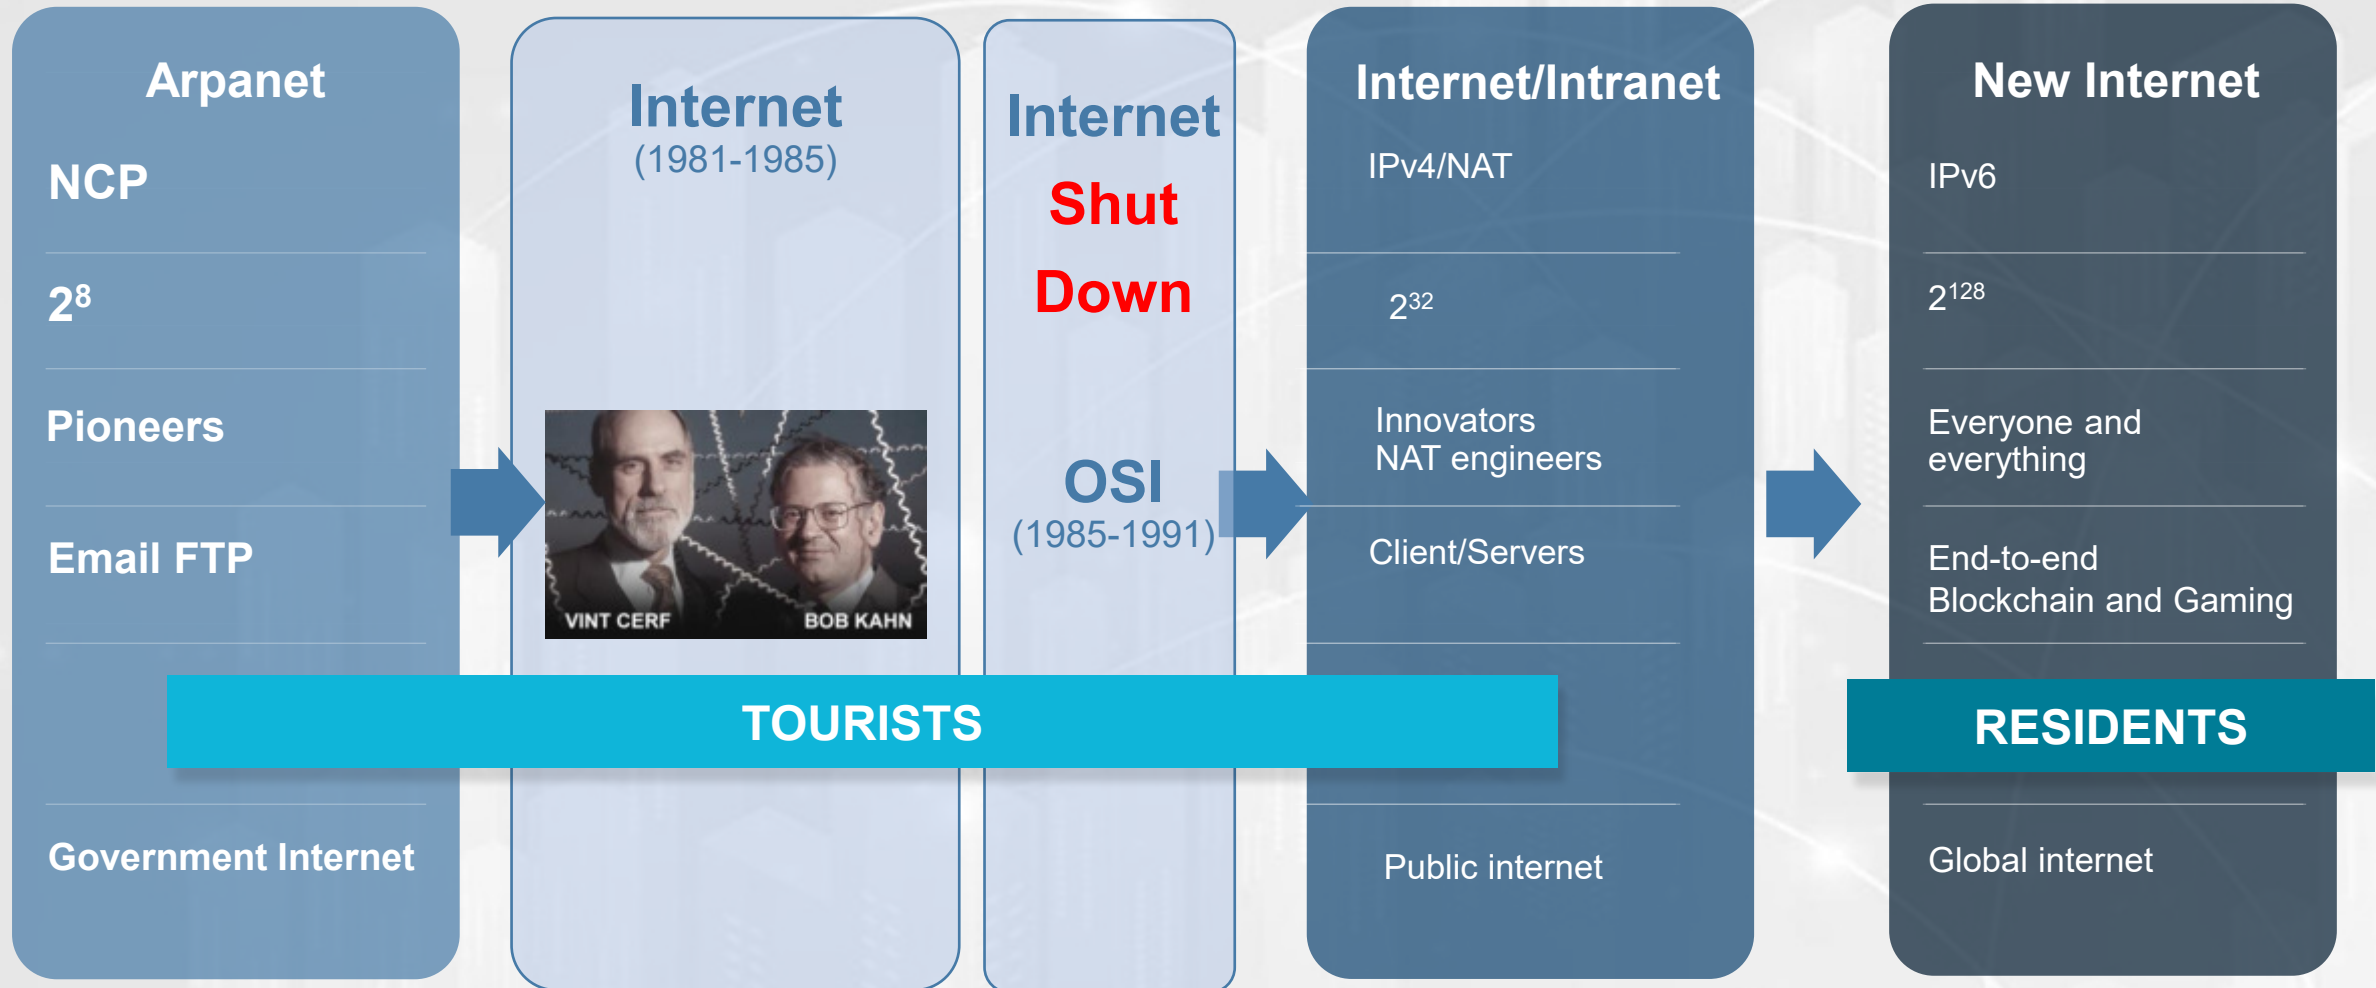 Arpanet
NCP
2⁸
Pioneers
Email FTP
Government Internet
Internet
(1981-1985)
VINT CERF
BOB KAHN
Internet
Shut
Down
OSI
(1985-1991)
Internet/Intranet
IPv4/NAT
2³²
Innovators
NAT engineers
Client/Servers
Public internet
TOURISTS
New Internet
IPv6
2¹²⁸
Everyone and
everything
End-to-end
Blockchain and Gaming
RESIDENTS
Global internet